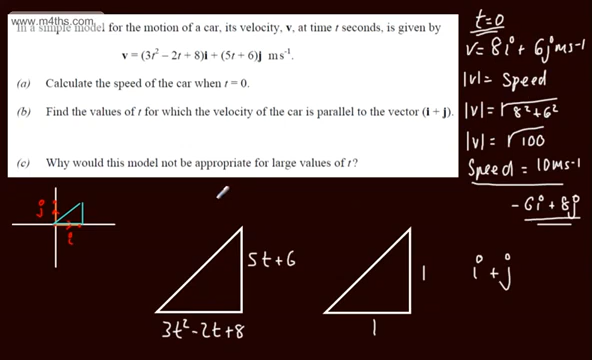 www.m4ths.com
In a simple model for the motion of a car, its velocity, v, at time t seconds, is given by
v = (3t² − 2t + 8)i + (5t + 6)j  m s⁻¹.
(a) Calculate the speed of the car when t = 0.
(b) Find the values of t for which the velocity of the car is parallel to the vector (i + j).
(c) Why would this model not be appropriate for large values of t?
t=0
v = 8i + 6j ms⁻¹
|v| = speed
|v| = √8² + 6²
|v| = √100
Speed = 10ms⁻¹
-6i + 8j
j
i
5t + 6
3t² - 2t + 8
1
1
i + j